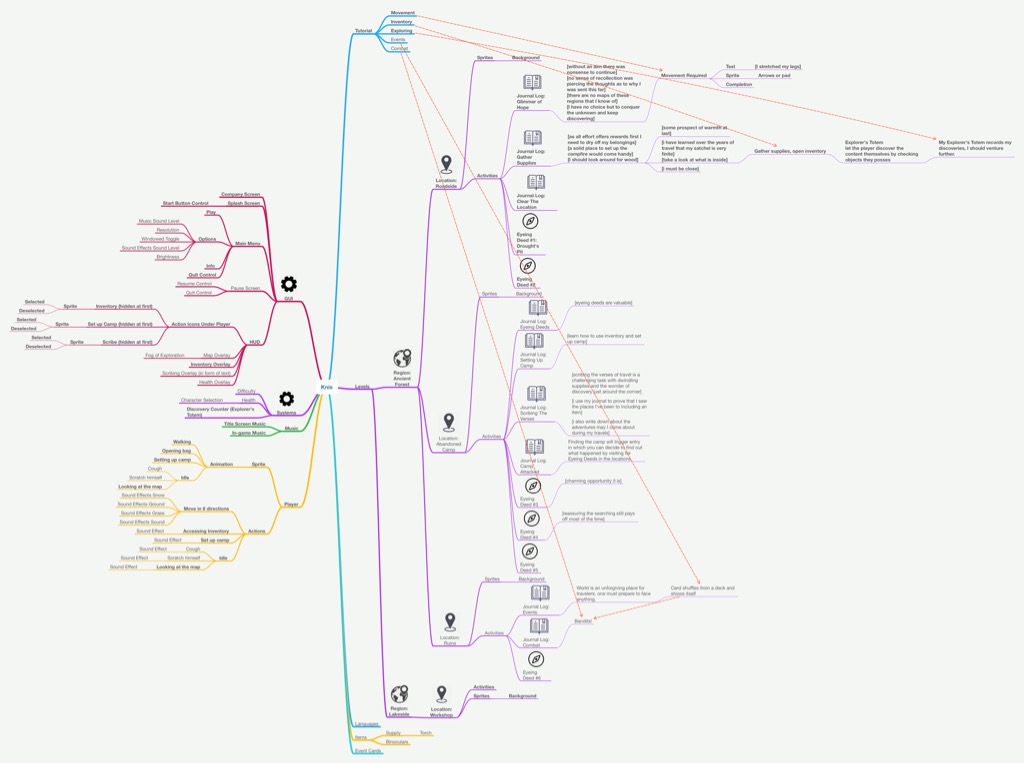 Movement
Inventory
Exploring
Events
Combat
Tutorial
Sprites
Background
[without an aim there was
nonsense to continue]
[no sense of recollection was
piercing the thoughts as to why I
was sent this far]
[there are no maps of these
regions that I know of]
[I have no choice but to conquer
the unknown and keep
discovering]
Journal Log:
Glimmer of
Hope
Movement Required
Text
[I stretched my legs]
Sprite
Arrows or pad
Completion
[as all effort offers rewards first I
need to dry off my belongings]
[a solid place to set up the
campfire would come handy]
[I should look around for wood]
Journal Log:
Gather
Supplies
[some prospect of warmth at
last]
[I have learned over the years of
travel that my satchel is very
finite]
[take a look at what is inside]
[I must be close]
Gather supplies, open inventory
Explorer's Totem
let the player discover the
content themselves by checking
objects they posses
My Explorer's Totem records my
discoveries, I should venture
further.
Location:
Roadside
Activities
Journal Log:
Clear The
Location
Eyeing
Deed #1:
Drought's
Pit
Eyeing
Deed #2
Company Screen
Start Button Control
Splash Screen
Play
Music Sound Level
Resolution
Windowed Toggle
Sound Effects Sound Level
Brightness
Options
Main Menu
Info
Quit Control
Resume Control
Quit Control
Pause Screen
GUI
Selected
Deselected
Sprite
Inventory (hidden at first)
Selected
Deselected
Sprite
Set up Camp (hidden at first)
Action Icons Under Player
Selected
Deselected
Sprite
Scribe (hidden at first)
HUD
Fog of Exploration
Map Overlay
Inventory Overlay
Scribing Overlay (in form of text)
Health Overlay
Sprites
Background
[eyeing deeds are valuable]
Journal Log:
Eyeing Deeds
[learn how to use inventory and set
up camp]
Journal Log:
Setting Up
Camp
Region:
Ancient
Forest
Knis
Levels
Difficulty
Character Selection
Health
Discovery Counter (Explorer's
Totem)
Systems
Title Screen Music
In-game Music
Music
[scribing the verses of travel is a
challenging task with dwindling
supplies and the wonder of
discovery just around the corner]
[I use my journal to prove that I saw
the places I've been to including an
item]
[I also write down about the
adventures may I come about
during my travels]
Journal Log:
Scribing The
Verses
Location:
Abandoned
Camp
Activities
Finding the camp will trigger entry
in which you can decide to find out
what happened by visiting for
Eyeing Deeds in the locations
Journal Log:
Camp
Attacked
[charming opportunity it is]
Eyeing
Deed #3
[reassuring the searching still pays
off most of the time]
Eyeing
Deed #4
Eyeing
Deed #5
Walking
Opening bag
Setting up camp
Cough
Scratch himself
Looking at the map
Idle
Animation
Sprite
Sound Effects Snow
Sound Effects Ground
Sound Effects Grass
Sound Effects Sound
Move in 8 directions
Player
Sound Effect
Accessing Inventory
Sound Effect
Set up camp
Actions
Sound Effect
Cough
Sound Effect
Scratch himself
Sound Effect
Looking at the map
Idle
Sprites
Background
World is an unforgiving place for
travelers, one must prepare to face
anything.
Card shuffles from a deck and
shows itself
Journal Log:
Events
Bandits!
Location:
Ruins
Activities
Journal Log:
Combat
Eyeing
Deed #6
Region:
Lakeside
Location:
Workshop
Activities
Sprites
Background
Languages
Items
Supply
Torch
Binoculars
Event Cards